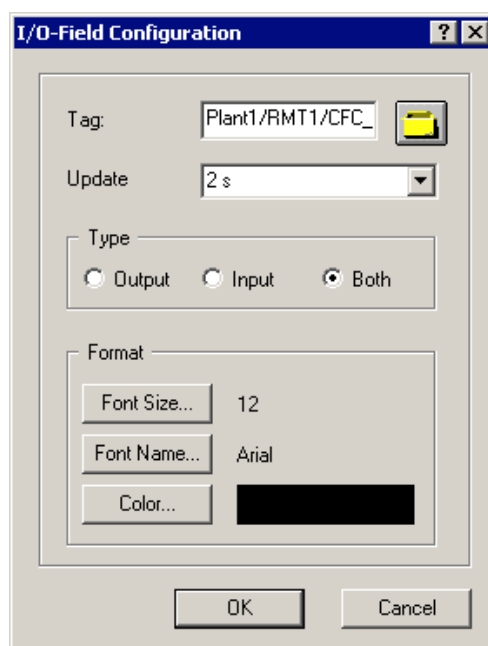 I/O-Field Configuration
Tag: Plant1/RMT1/CFC_
Update 2 s
Type
Output Input Both
Format
Font Size... 12
Font Name... Arial
Color...
OK Cancel